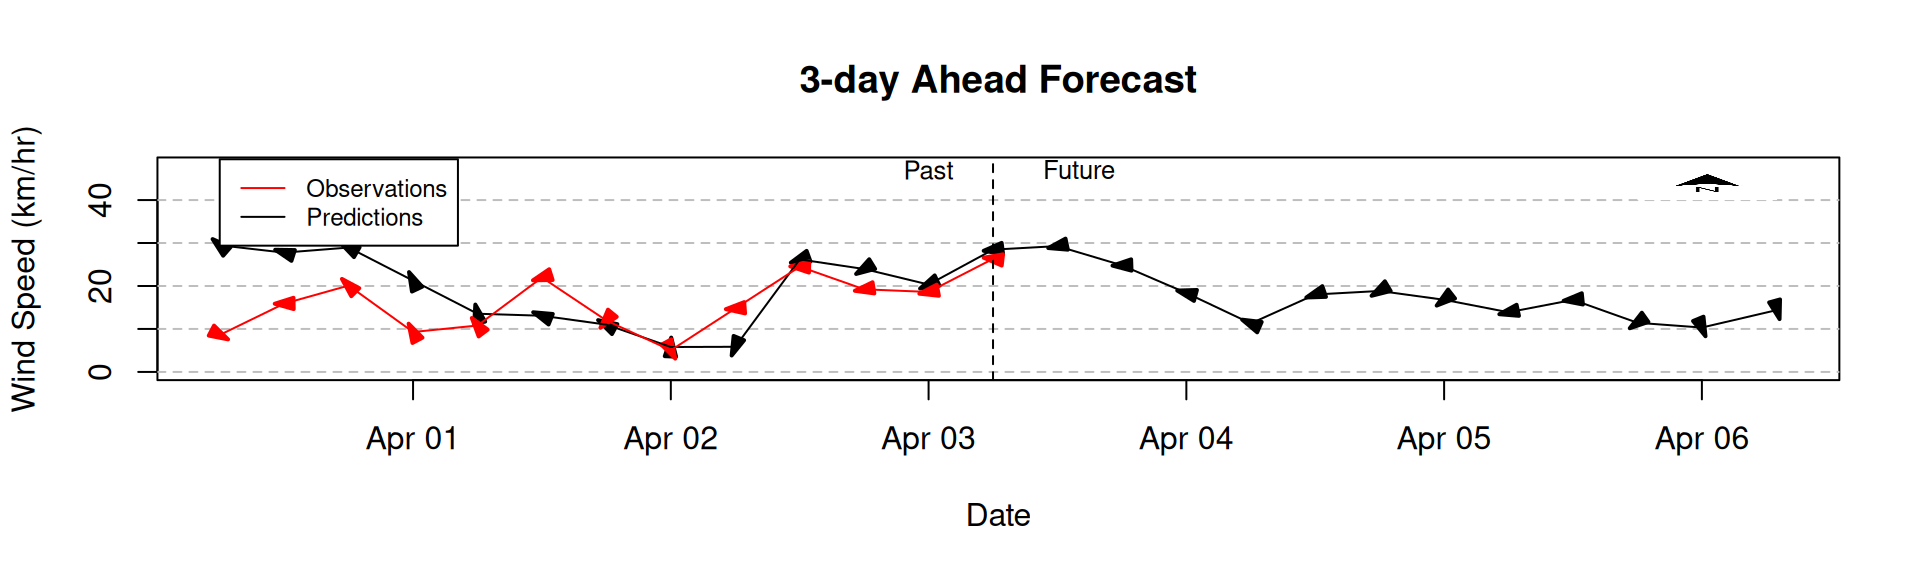 3-day Ahead Forecast
Wind Speed (km/hr)
40
20
0
Observations
Predictions
Past
Future
N
Apr 01
Apr 02
Apr 03
Apr 04
Apr 05
Apr 06
Date